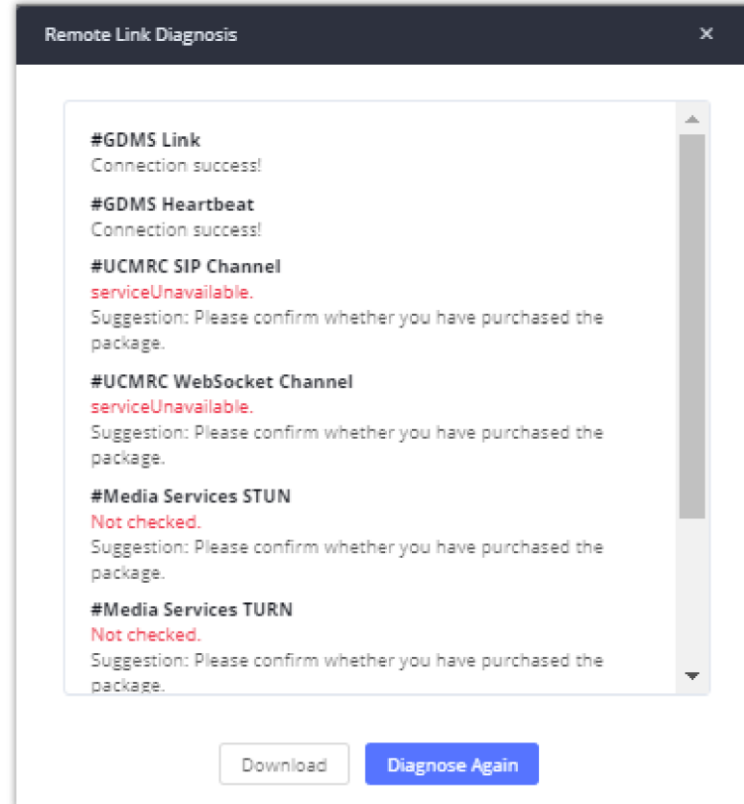 Remote Link Diagnosis
#GDMS Link
Connection success!
#GDMS Heartbeat
Connection success!
#UCMRC SIP Channel
serviceUnavailable.
Suggestion: Please confirm whether you have purchased the
package.
#UCMRC WebSocket Channel
serviceUnavailable.
Suggestion: Please confirm whether you have purchased the
package.
#Media Services STUN
Not checked.
Suggestion: Please confirm whether you have purchased the
package.
#Media Services TURN
Not checked.
Suggestion: Please confirm whether you have purchased the
package.
Download
Diagnose Again